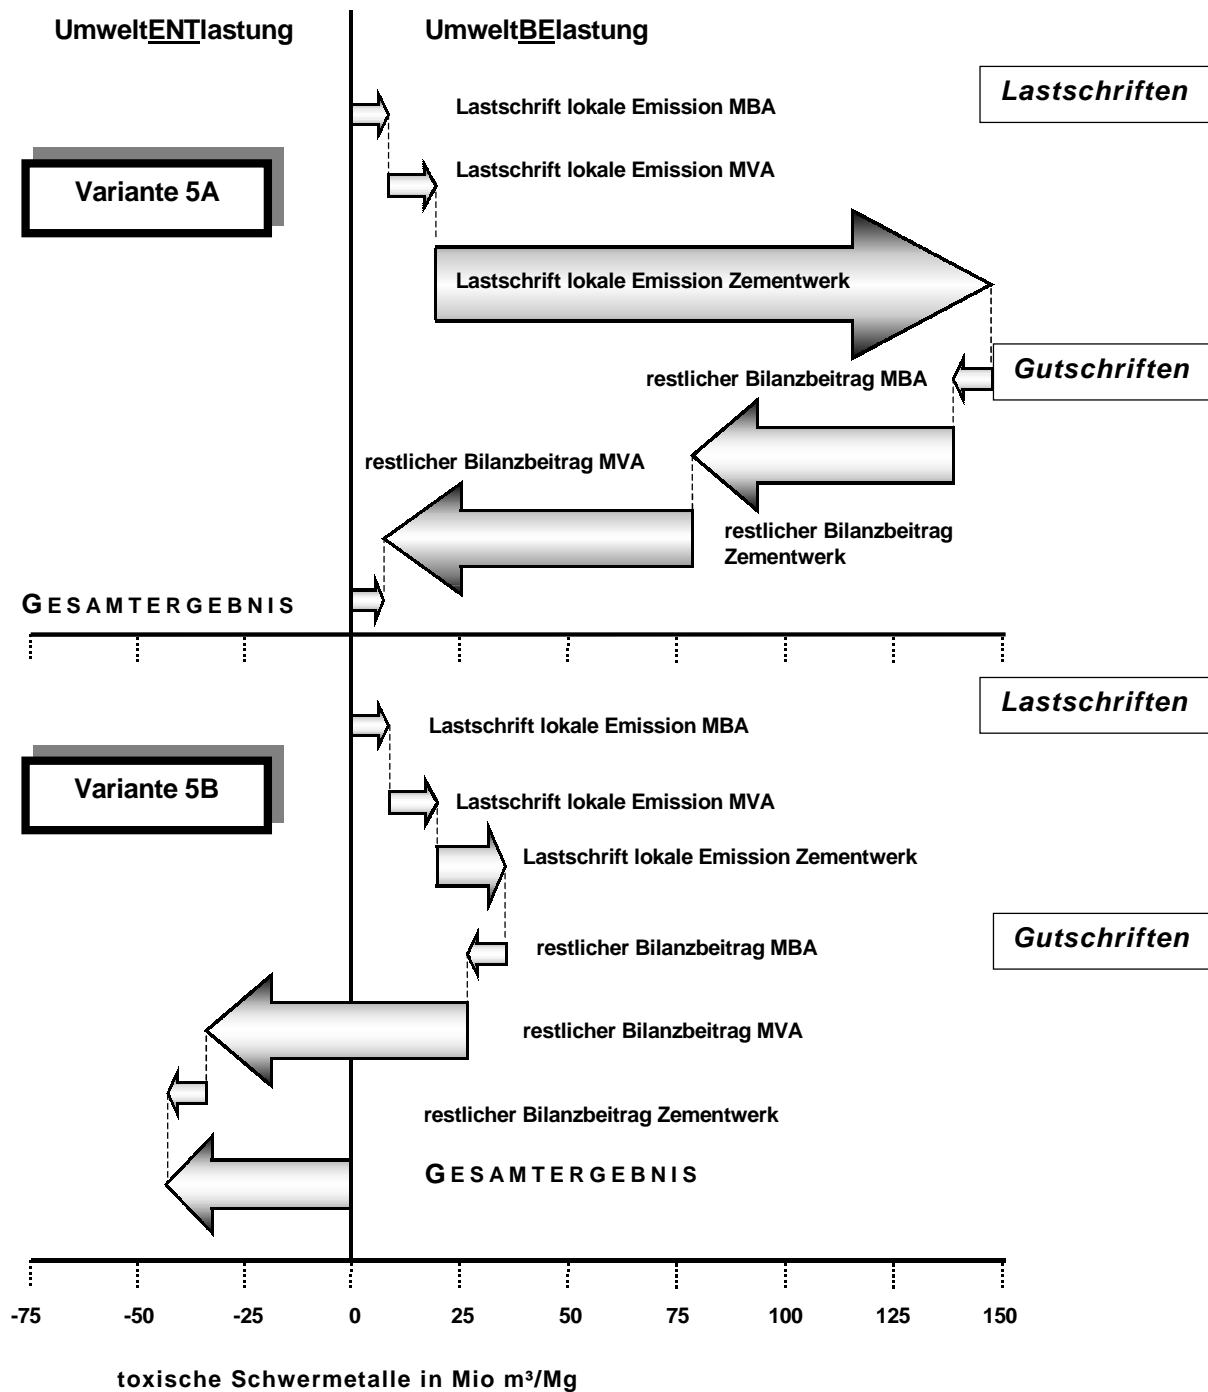 UmweltENTlastung
UmweltBElastung
Lastschriften
Lastschrift lokale Emission MBA
Lastschrift lokale Emission MVA
Variante 5A
Lastschrift lokale Emission Zementwerk
Gutschriften
restlicher Bilanzbeitrag MBA
restlicher Bilanzbeitrag MVA
restlicher Bilanzbeitrag
Zementwerk
GESAMTERGEBNIS
Lastschriften
Lastschrift lokale Emission MBA
Variante 5B
Lastschrift lokale Emission MVA
Lastschrift lokale Emission Zementwerk
Gutschriften
restlicher Bilanzbeitrag MBA
restlicher Bilanzbeitrag MVA
restlicher Bilanzbeitrag Zementwerk
GESAMTERGEBNIS
-75 -50 -25 0 25 50 75 100 125 150
toxische Schwermetalle in Mio m³/Mg